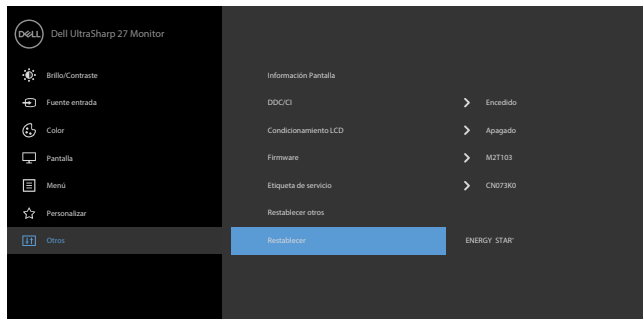 DELL Dell UltraSharp 27 Monitor
Brillo/Contraste
Información Pantalla
Fuente entrada
DDC/CI
Encedido
Color
Condicionamiento LCD
Apagado
Pantalla
Firmware
M2T103
Menú
Etiqueta de servicio
CN073K0
Personalizar
Restablecer otros
Otros
Restablecer
ENERGY STAR®